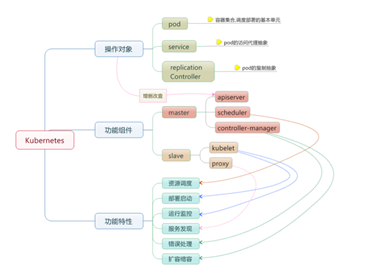 Kubernetes
操作对象
pod
容器集合,调度部署的基本单元
service
pod的访问代理抽象
replication
Controller
pod的复制抽象
增删改查
功能组件
master
apiserver
scheduler
controller-manager
slave
kubelet
proxy
功能特性
资源调度
部署启动
运行监控
服务发现
错误处理
扩容缩容